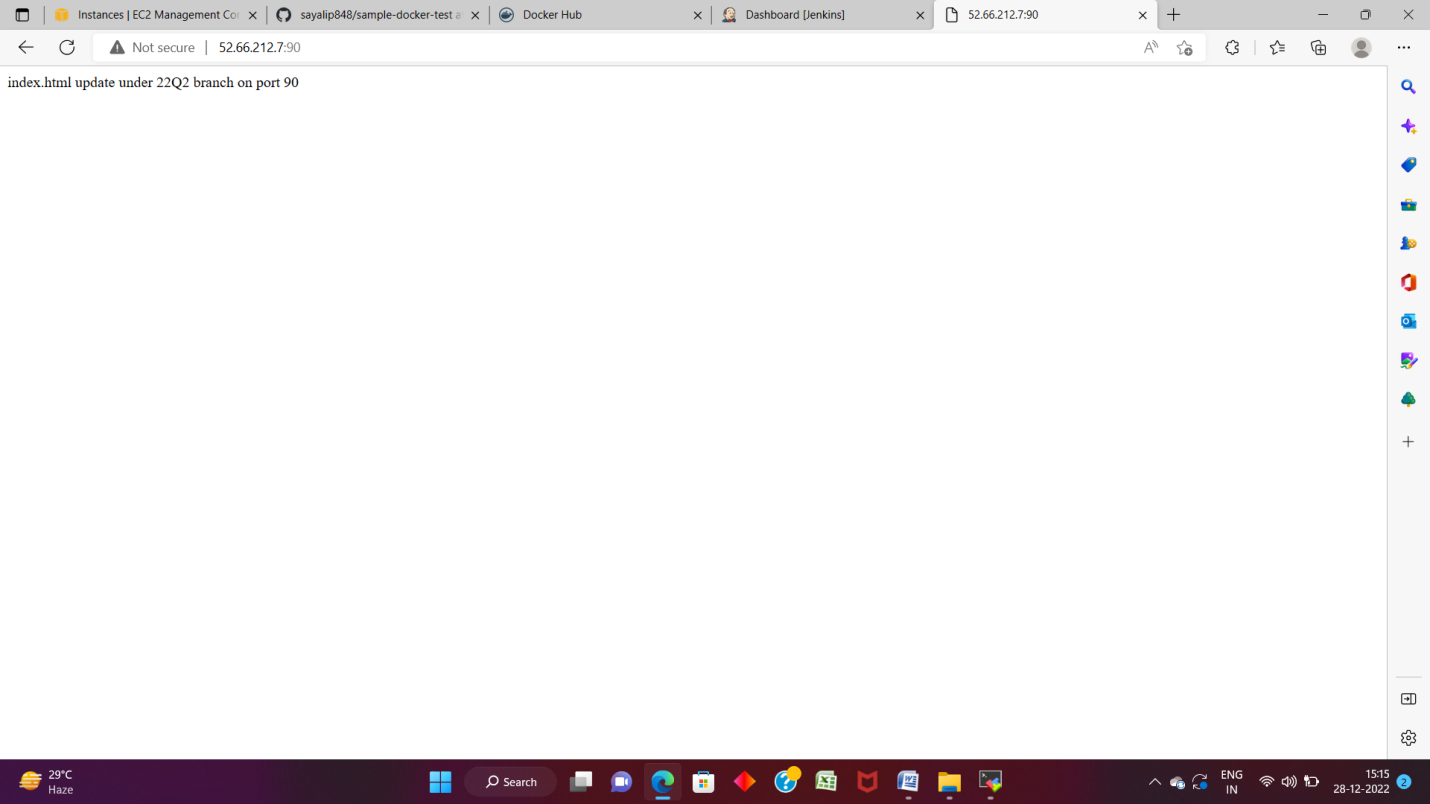 Instances | EC2 Management Cor
sayalip848/sample-docker-test a
Docker Hub
Dashboard [Jenkins]
52.66.212.7:90
Not secure
52.66.212.7:90
index.html update under 22Q2 branch on port 90
29°C
Haze
Search
ENG
IN
15:15
28-12-2022
2